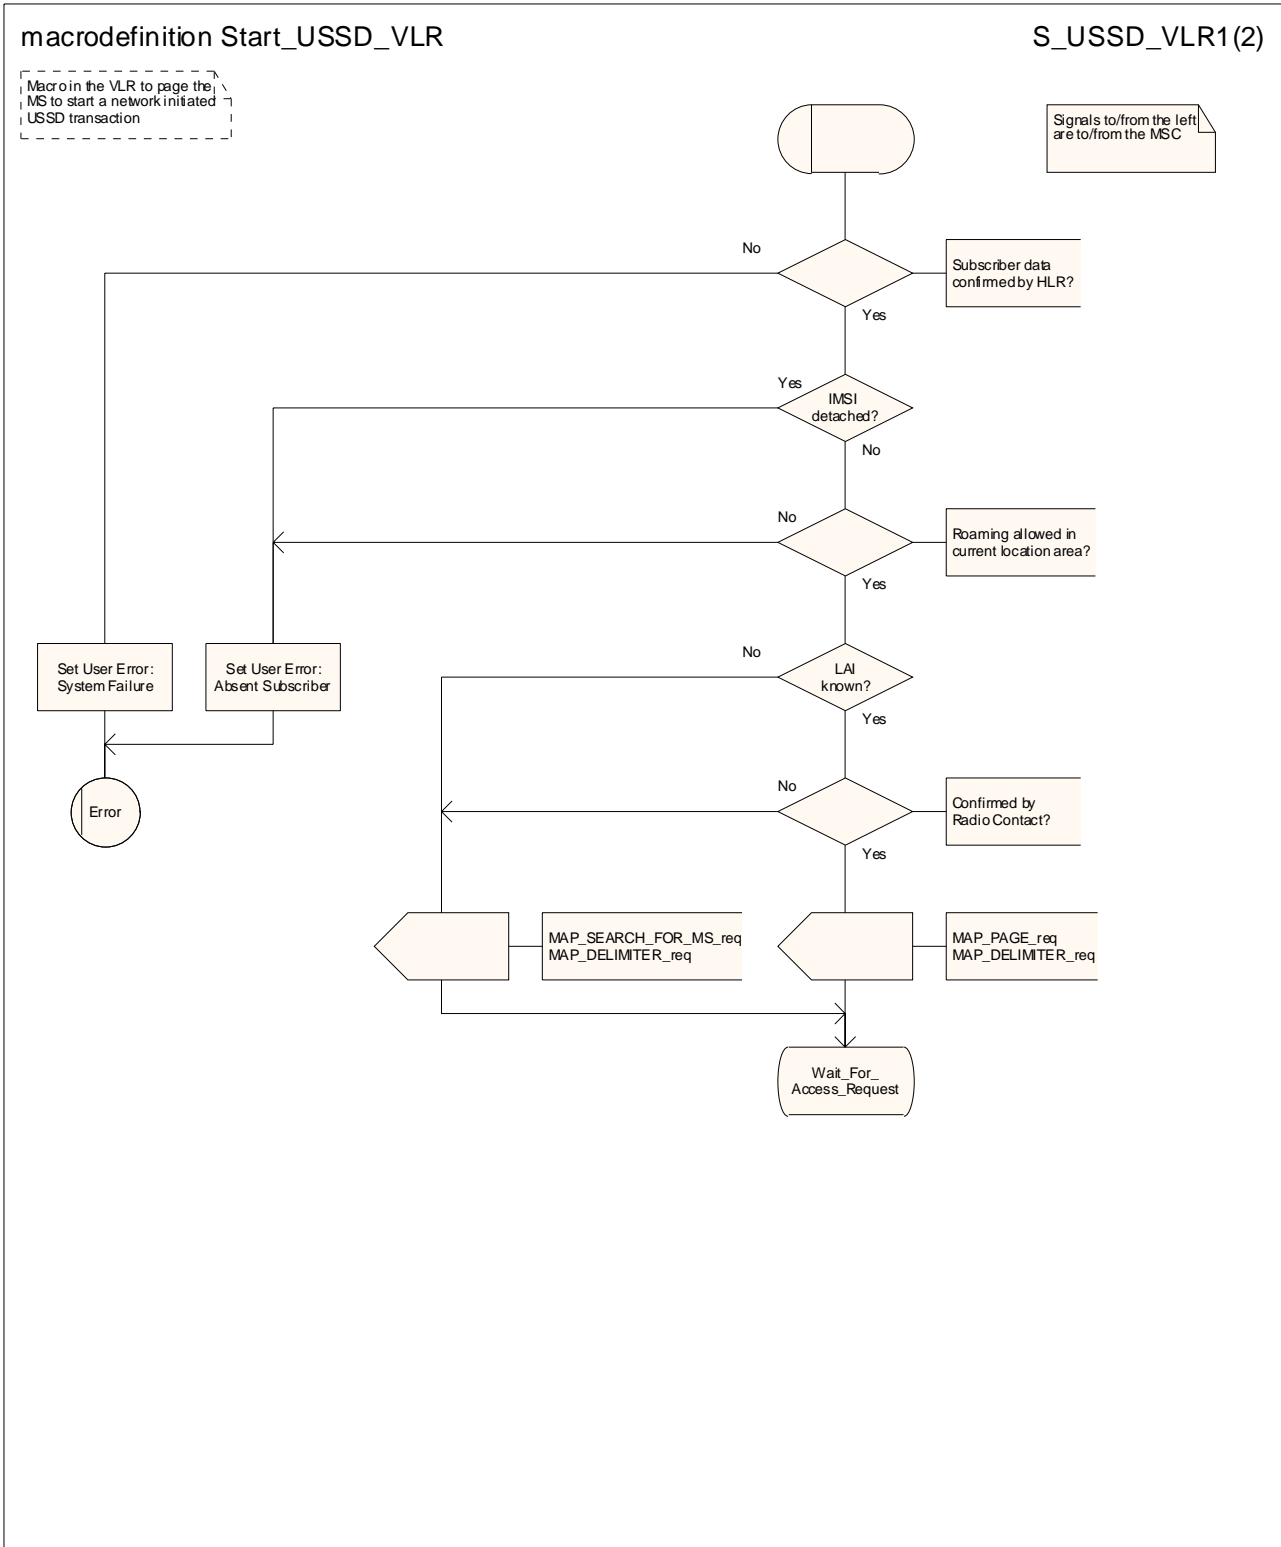 macrodefinition Start_USSD_VLR
S_USSD_VLR1(2)
Macro in the VLR to page the
MS to start a network initiated
USSD transaction
Signals to/from the left
are to/from the MSC
No
Subscriber data
confirmed by HLR?
Yes
Yes
IMSI
detached?
No
No
Roaming allowed in
current location area?
Yes
Set User Error:
System Failure
Set User Error:
Absent Subscriber
No
LAI
known?
Yes
Error
No
Confirmed by
Radio Contact?
Yes
MAP_SEARCH_FOR_MS_req
MAP_DELIMITER_req
MAP_PAGE_req
MAP_DELIMITER_req
Wait_For_
Access_Request